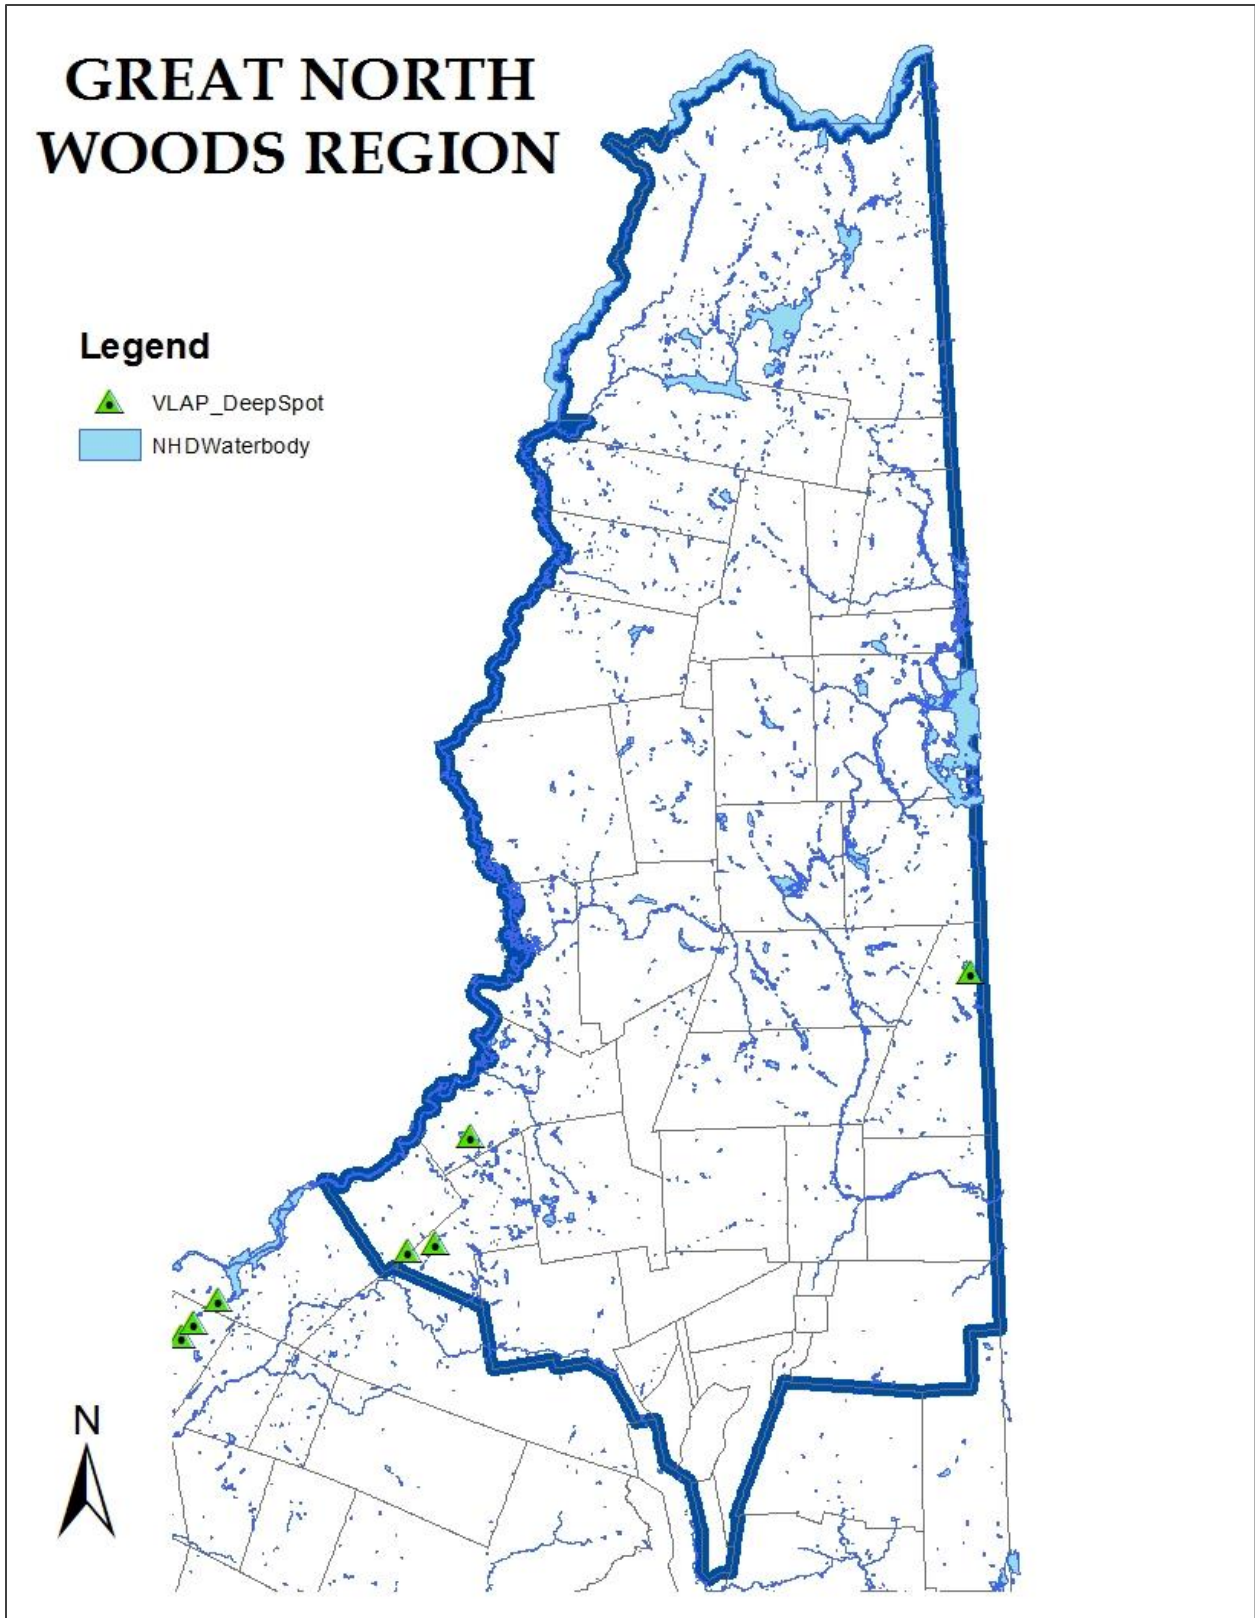 GREAT NORTH
WOODS REGION
Legend
VLAP_DeepSpot
NHDWaterbody
N